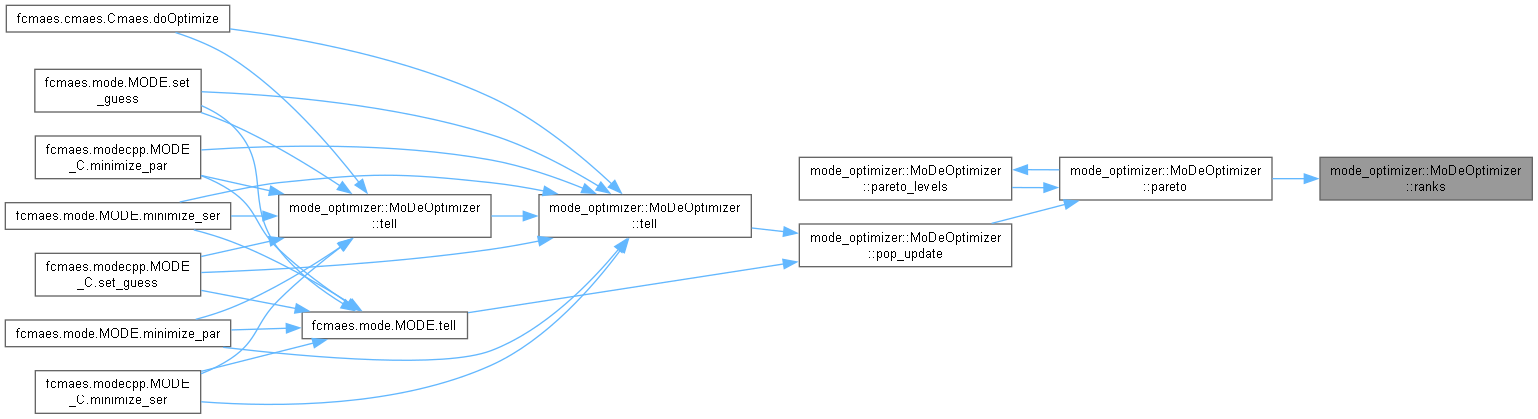 fcmaes.cmaes.Cmaes.doOptimize
fcmaes.mode.MODE.set
_guess
fcmaes.modecpp.MODE
_C.minimize_par
fcmaes.mode.MODE.minimize_ser
fcmaes.modecpp.MODE
_C.set_guess
fcmaes.mode.MODE.minimize_par
fcmaes.modecpp.MODE
_C.minimize_ser
mode_optimizer::MoDeOptimizer
::tell
fcmaes.mode.MODE.tell
mode_optimizer::MoDeOptimizer
::tell
mode_optimizer::MoDeOptimizer
::pareto_levels
mode_optimizer::MoDeOptimizer
::pop_update
mode_optimizer::MoDeOptimizer
::pareto
mode_optimizer::MoDeOptimizer
::ranks